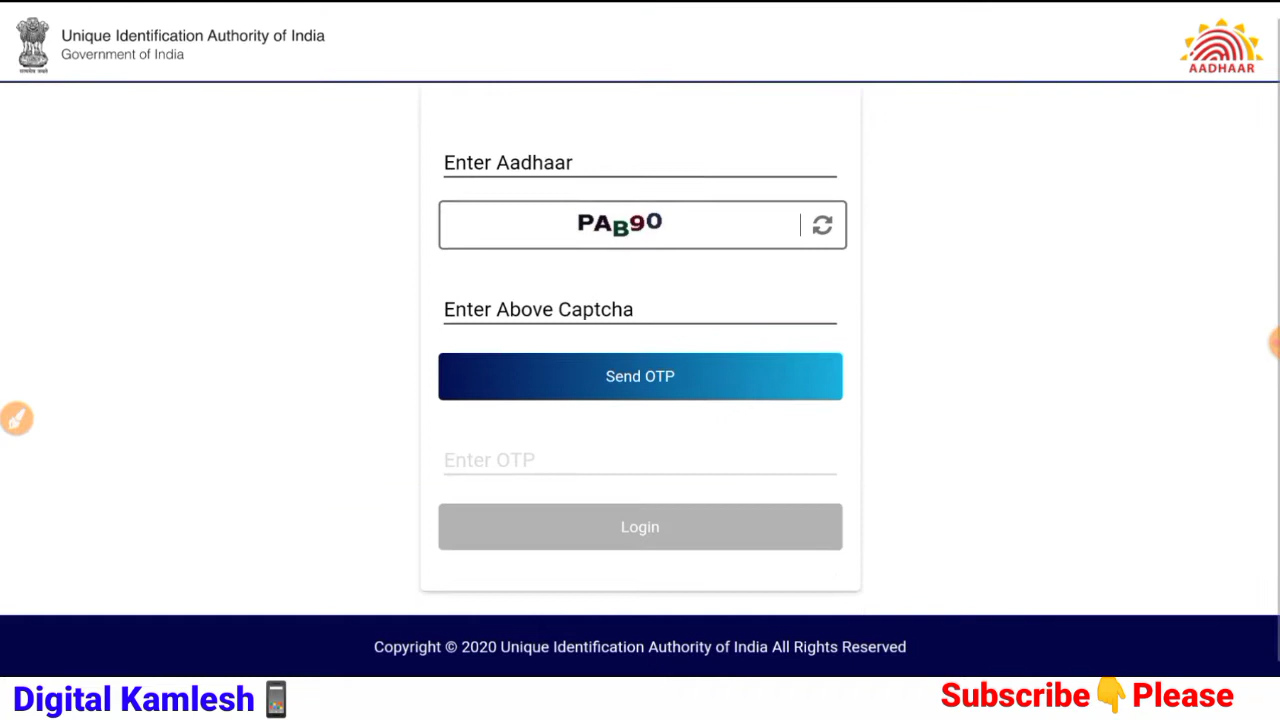 Unique Identification Authority of India
Government of India
AADHAAR
Enter Aadhaar
PAB90
Enter Above Captcha
Send OTP
Enter OTP
Login
Copyright © 2020 Unique Identification Authority of India All Rights Reserved
Digital Kamlesh
Subscribe Please